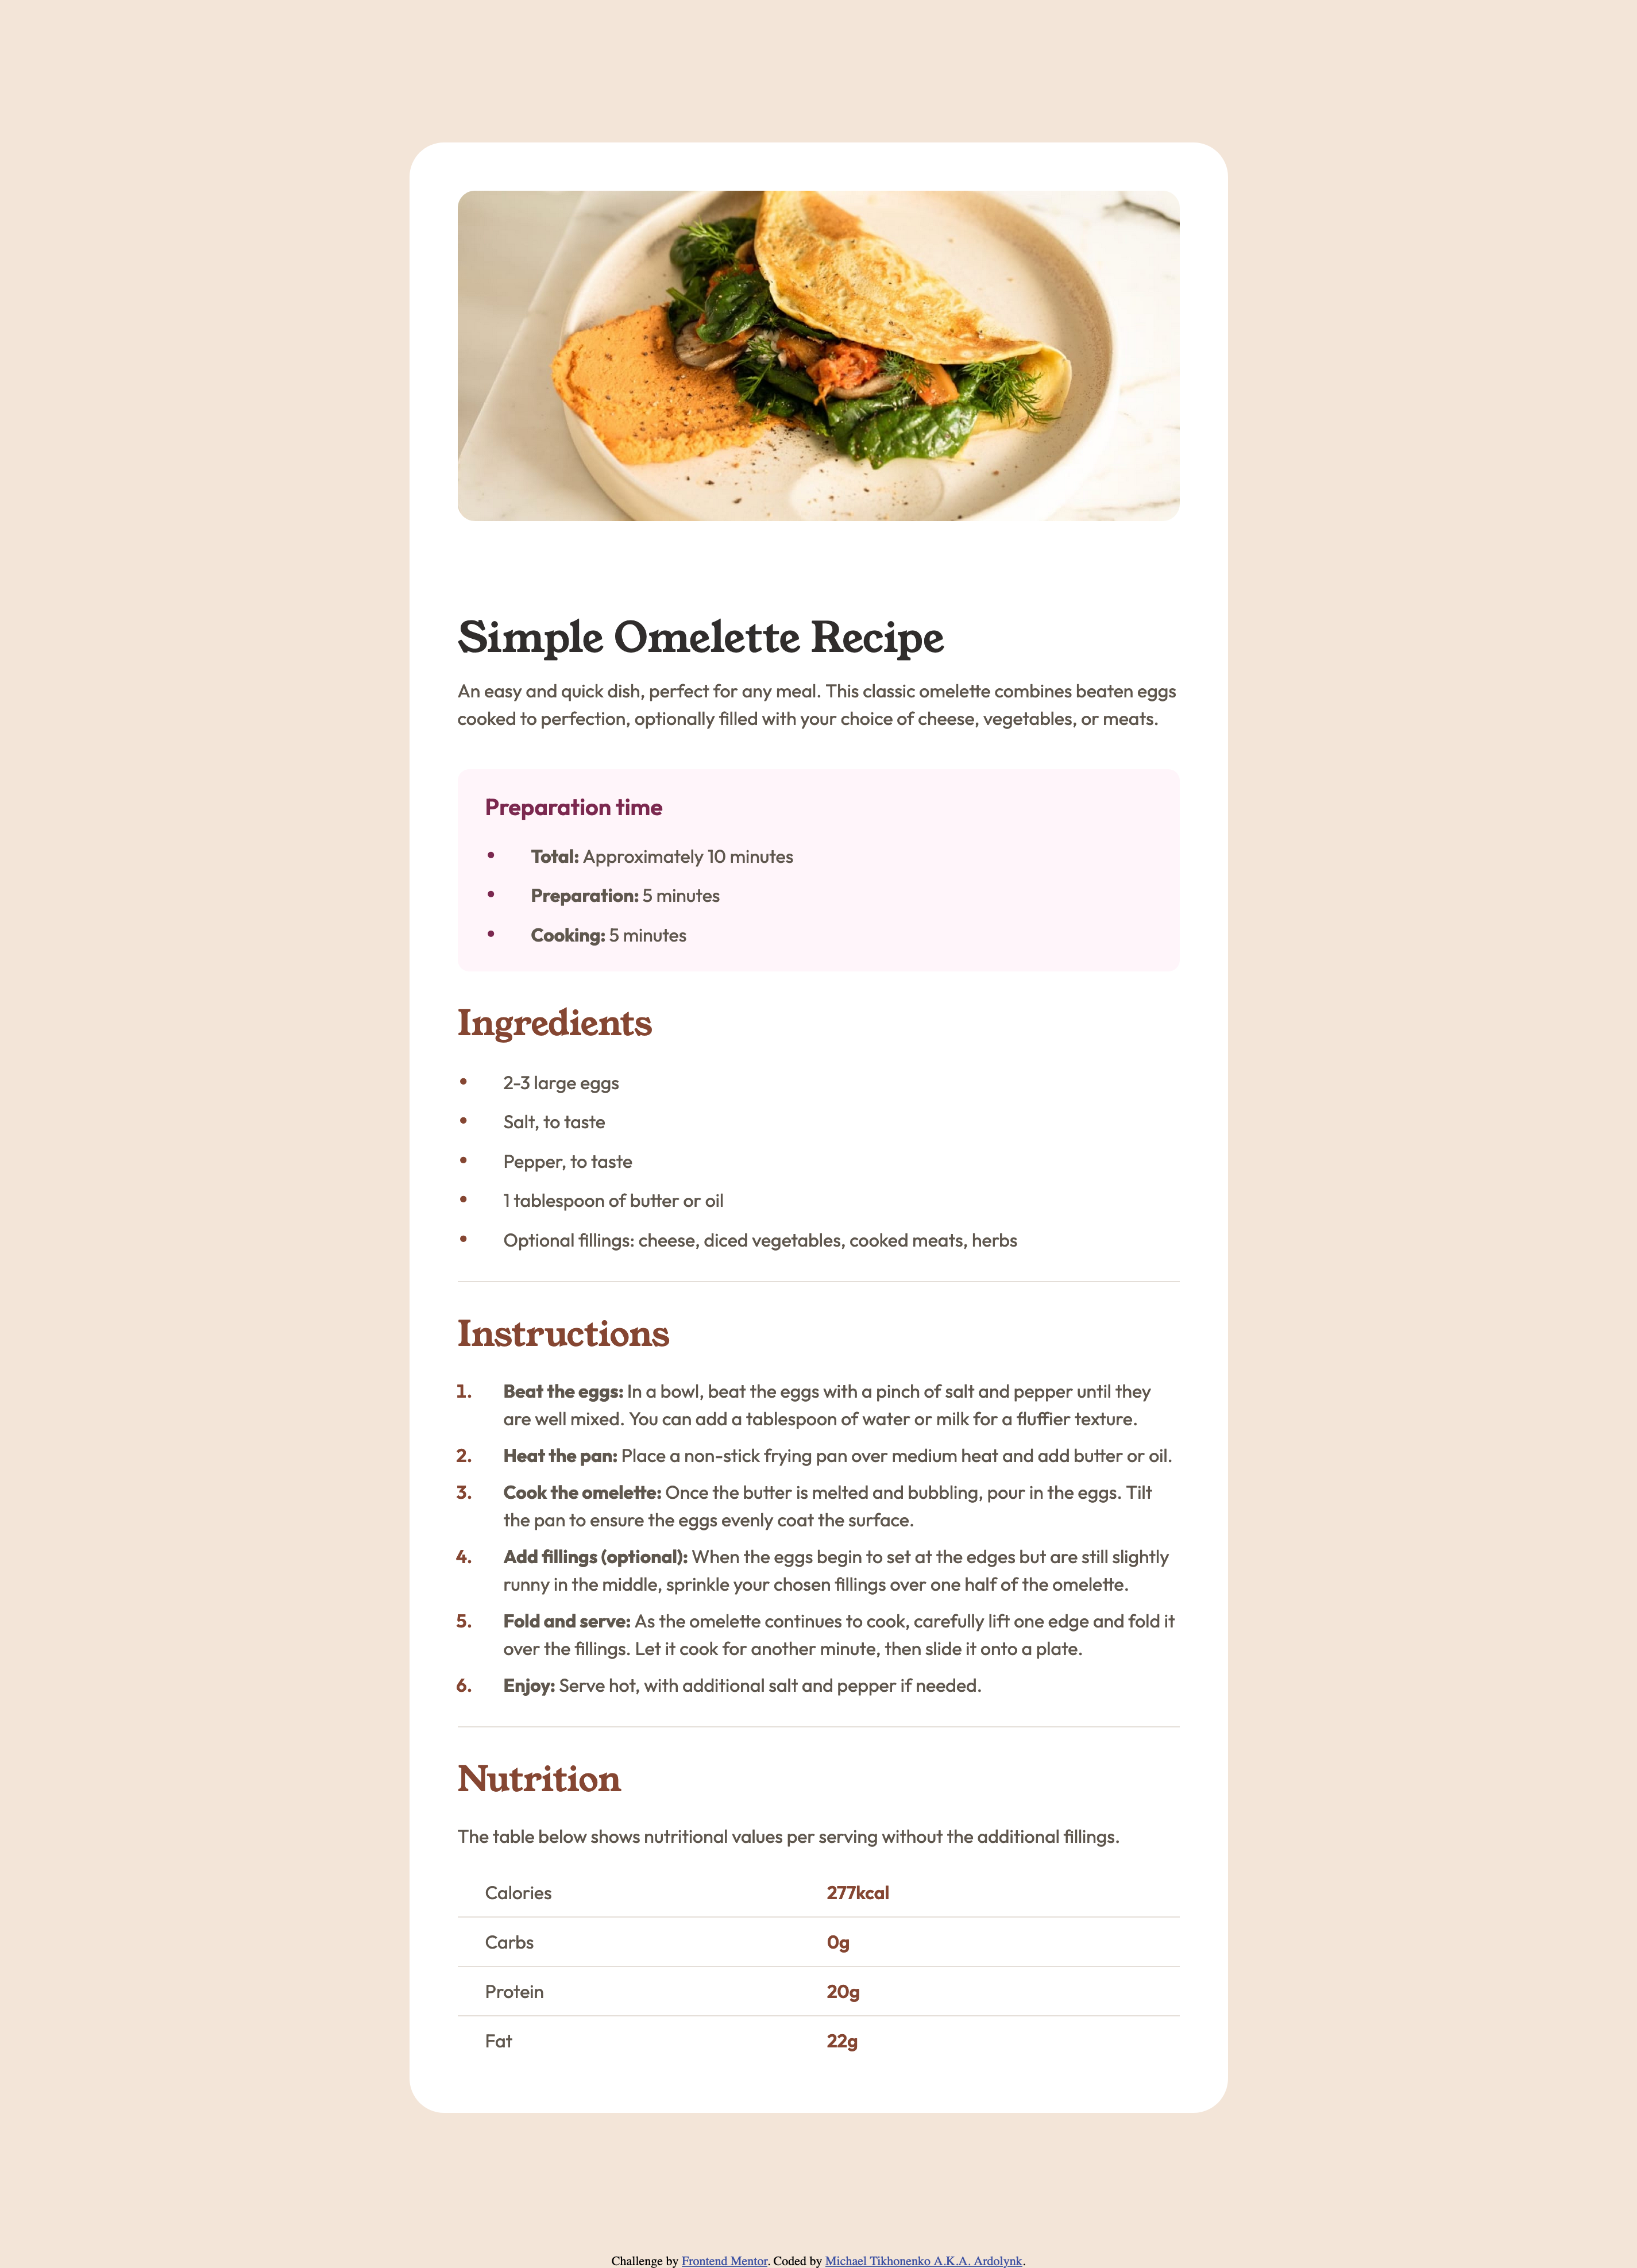 Simple Omelette Recipe
An easy and quick dish, perfect for any meal. This classic omelette combines beaten eggs
cooked to perfection, optionally filled with your choice of cheese, vegetables, or meats.
Preparation time
• Total: Approximately 10 minutes
• Preparation: 5 minutes
• Cooking: 5 minutes
Ingredients
• 2-3 large eggs
• Salt, to taste
• Pepper, to taste
• 1 tablespoon of butter or oil
• Optional fillings: cheese, diced vegetables, cooked meats, herbs
Instructions
1. Beat the eggs: In a bowl, beat the eggs with a pinch of salt and pepper until they
are well mixed. You can add a tablespoon of water or milk for a fluffier texture.
2. Heat the pan: Place a non-stick frying pan over medium heat and add butter or oil.
3. Cook the omelette: Once the butter is melted and bubbling, pour in the eggs. Tilt
the pan to ensure the eggs evenly coat the surface.
4. Add fillings (optional): When the eggs begin to set at the edges but are still slightly
runny in the middle, sprinkle your chosen fillings over one half of the omelette.
5. Fold and serve: As the omelette continues to cook, carefully lift one edge and fold it
over the fillings. Let it cook for another minute, then slide it onto a plate.
6. Enjoy: Serve hot, with additional salt and pepper if needed.
Nutrition
The table below shows nutritional values per serving without the additional fillings.
Calories 277kcal
Carbs 0g
Protein 20g
Fat 22g
Challenge by Frontend Mentor. Coded by Michael Tikhonenko A.K.A. Ardolynk.